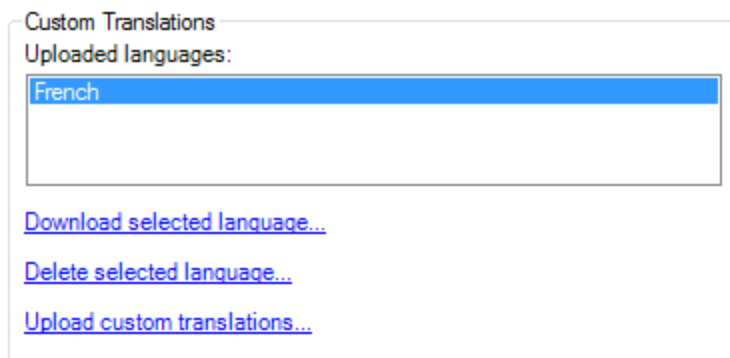 Custom Translations
Uploaded languages:
French
Download selected language...
Delete selected language...
Upload custom translations...